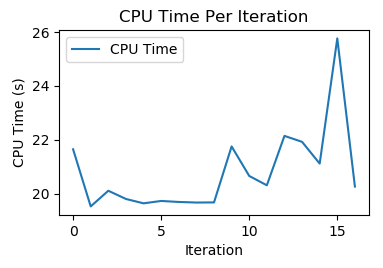 CPU Time Per Iteration
CPU Time
26
24
22
20
CPU Time (s)
0 5 10 15
Iteration